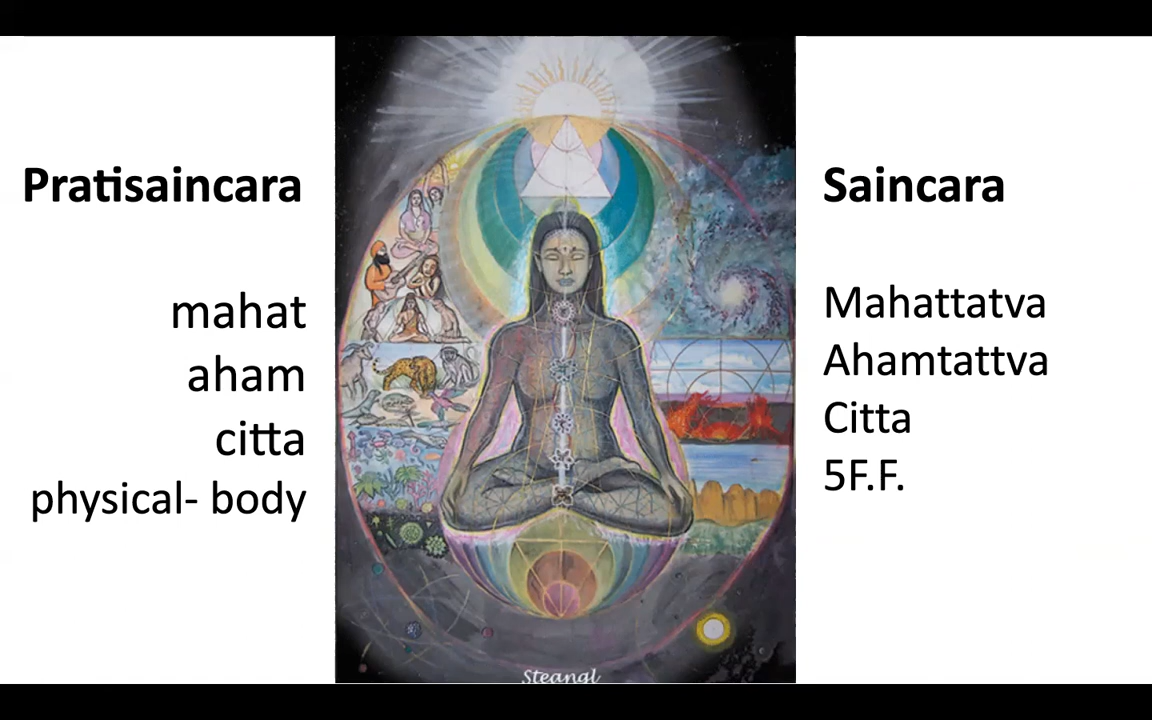 Pratisaincara
mahat
aham
citta
physical- body
Steangl
Saincara
Mahattatva
Ahamtattva
Citta
5F.F.